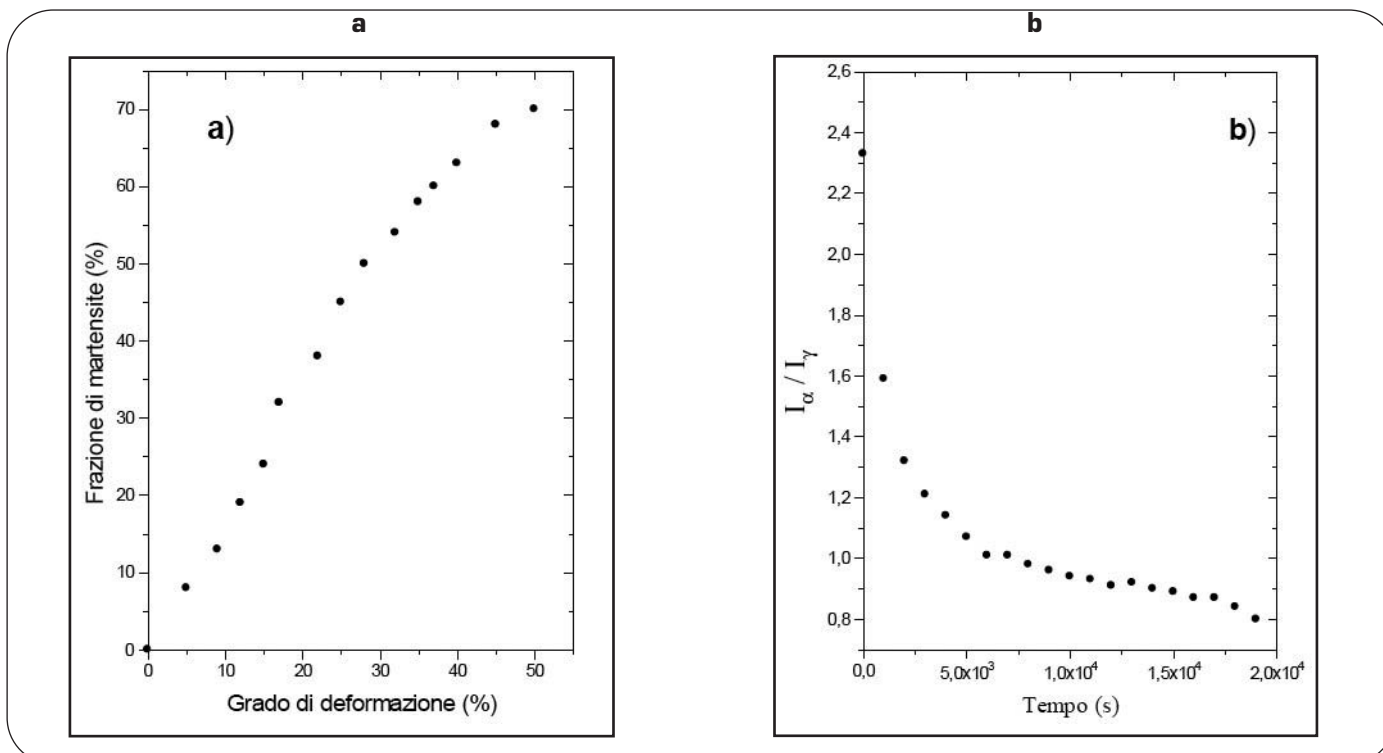 a
b
a)
70
60
50
40
30
20
10
0
Frazione di martensite (%)
0 10 20 30 40 50
Grado di deformazione (%)
b)
2,6
2,4
2,2
2,0
1,8
1,6
1,4
1,2
1,0
0,8
Iα / Iγ
0,0 5,0x10³ 1,0x10⁴ 1,5x10⁴ 2,0x10⁴
Tempo (s)